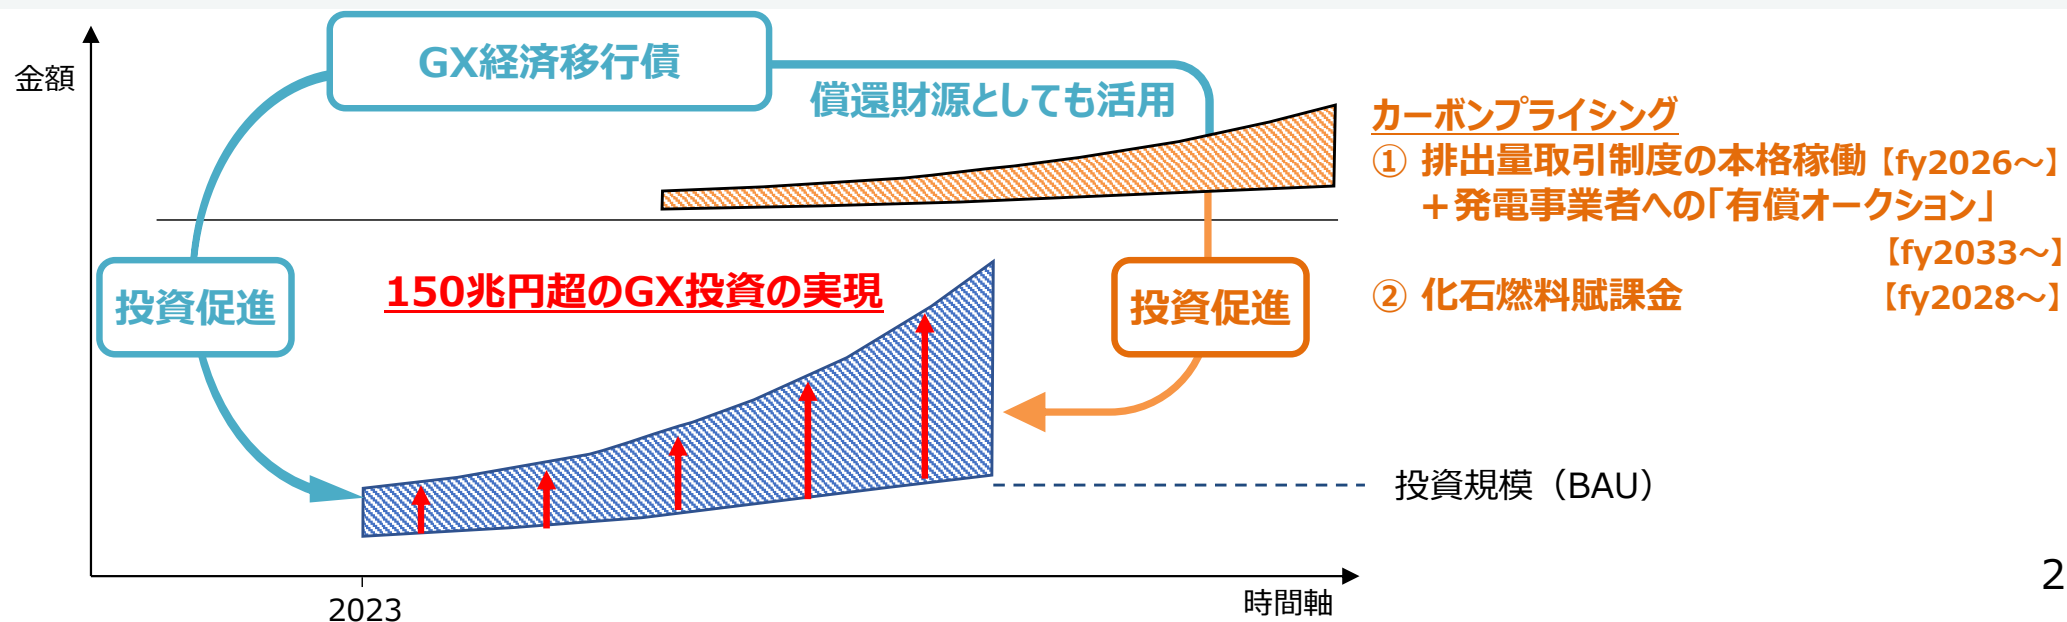 金額
GX経済移行債
償還財源としても活用
カーボンプライシング
① 排出量取引制度の本格稼働【fy2026～】
＋発電事業者への「有償オークション」
【fy2033～】
② 化石燃料賦課金 【fy2028～】
投資促進
150兆円超のGX投資の実現
投資促進
投資規模（BAU）
2023
時間軸
2